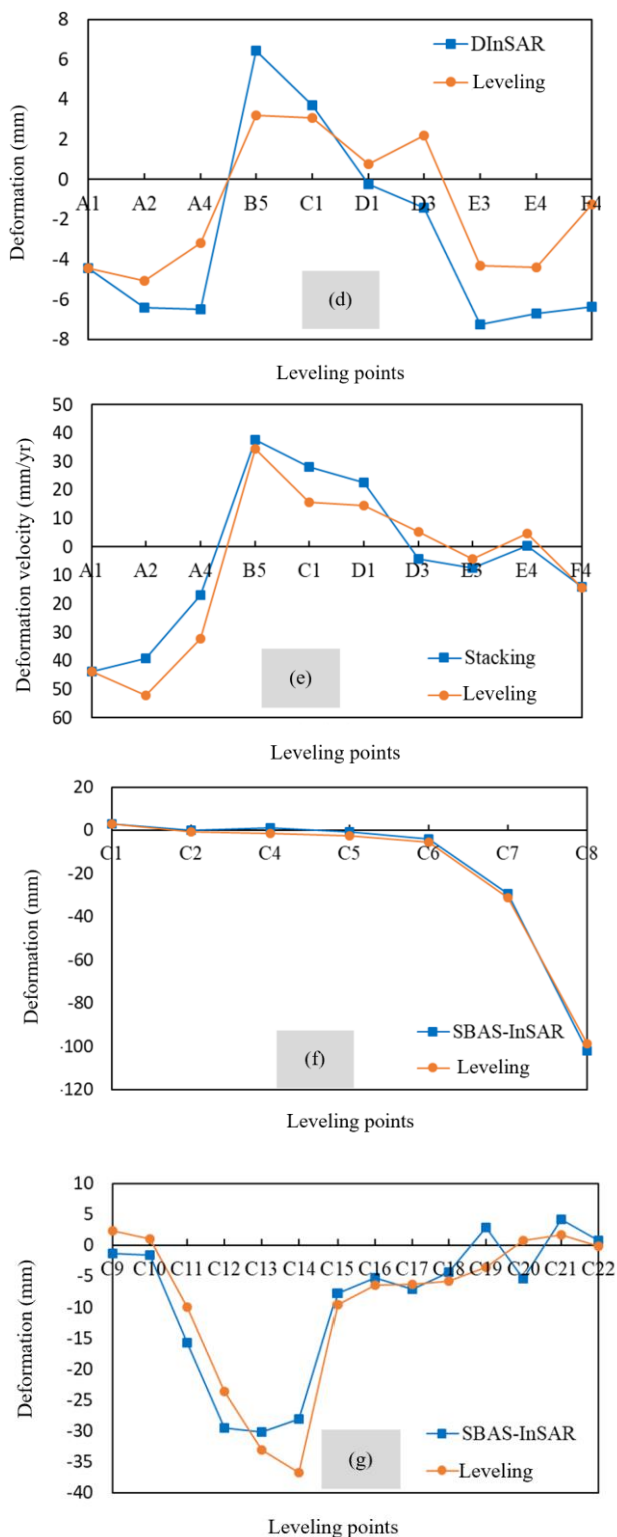 8
DInSAR
6
Leveling
4
2
0
A1 A2 A4 B5 C1 D1 D3 E3 E4 F4
-2
-4
-6
(d)
-8
Deformation (mm)
Leveling points
50
40
30
20
10
0
A1 A2 A4 B5 C1 D1 D3 E3 E4 F4
10
20
30
40
Stacking
50
(e)
Leveling
60
Deformation velocity (mm/yr)
Leveling points
20
0
C1 C2 C4 C5 C6 C7 C8
-20
-40
-60
-80
SBAS-InSAR
-100
(f)
Leveling
-120
Deformation (mm)
Leveling points
10
5
0
C9 C10 C11 C12 C13 C14 C15 C16 C17 C18 C19 C20 C21 C22
-5
-10
-15
-20
-25
-30
SBAS-InSAR
-35
(g)
Leveling
-40
Deformation (mm)
Leveling points